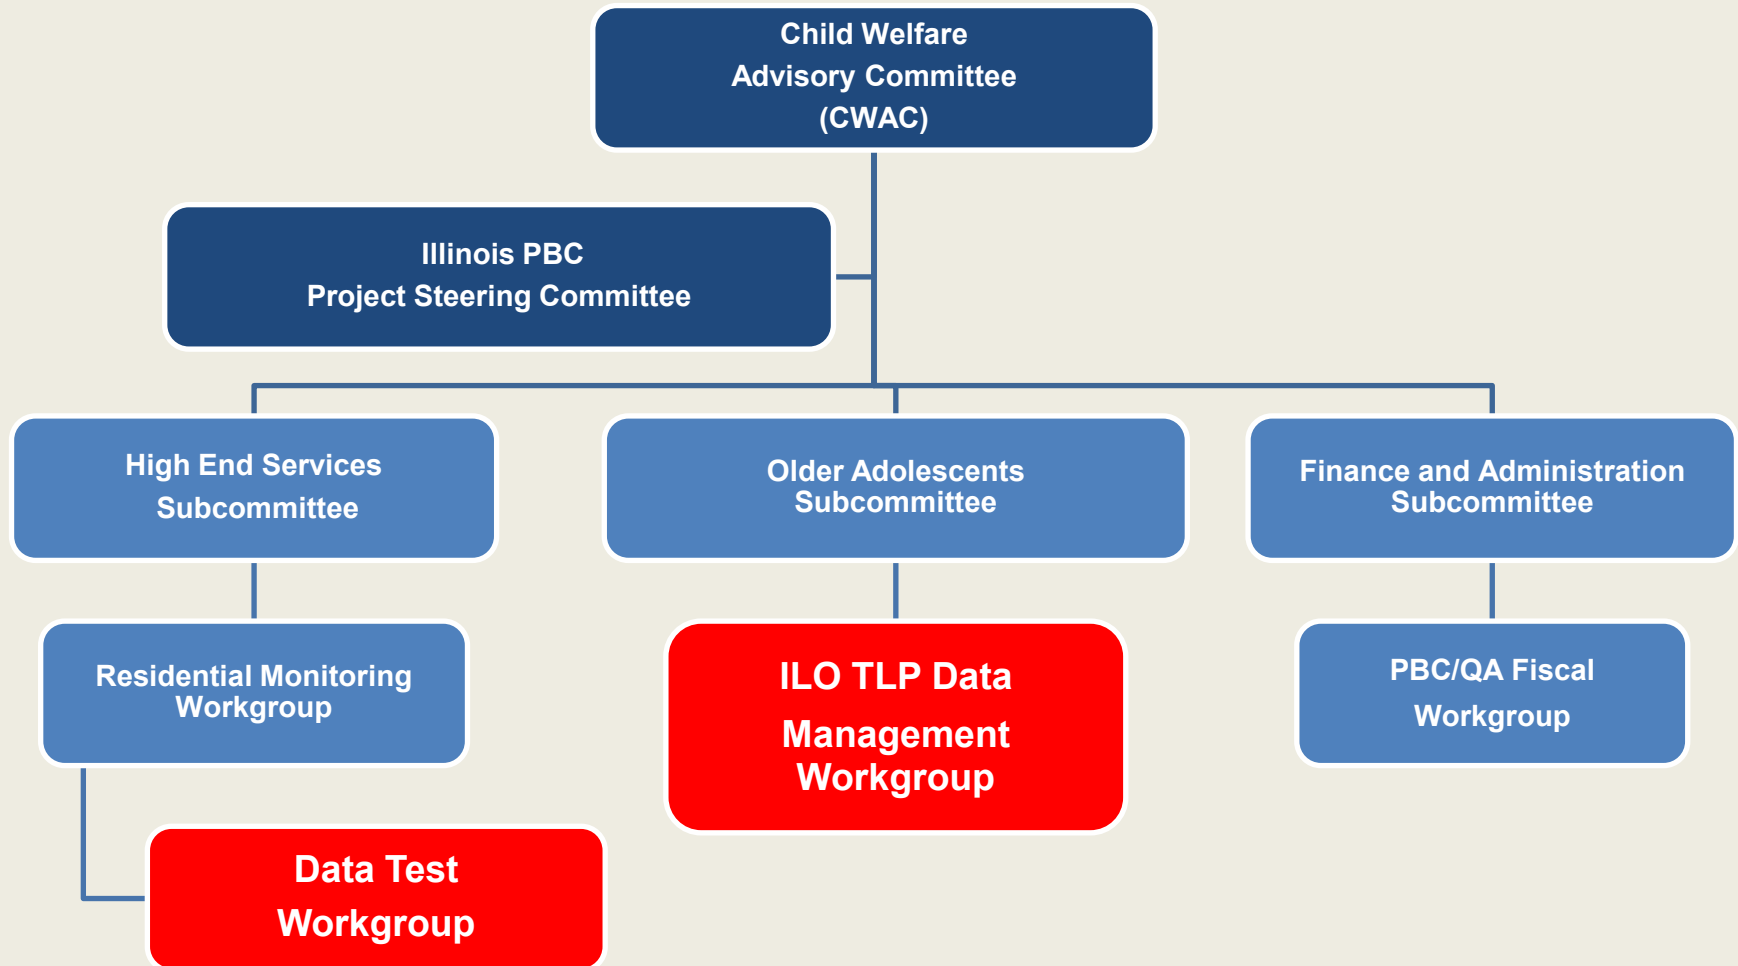 Child Welfare
Advisory Committee
(CWAC)
Illinois PBC
Project Steering Committee
High End Services
Subcommittee
Older Adolescents
Subcommittee
Finance and Administration
Subcommittee
Residential Monitoring
Workgroup
ILO TLP Data
Management
Workgroup
PBC/QA Fiscal
Workgroup
Data Test
Workgroup